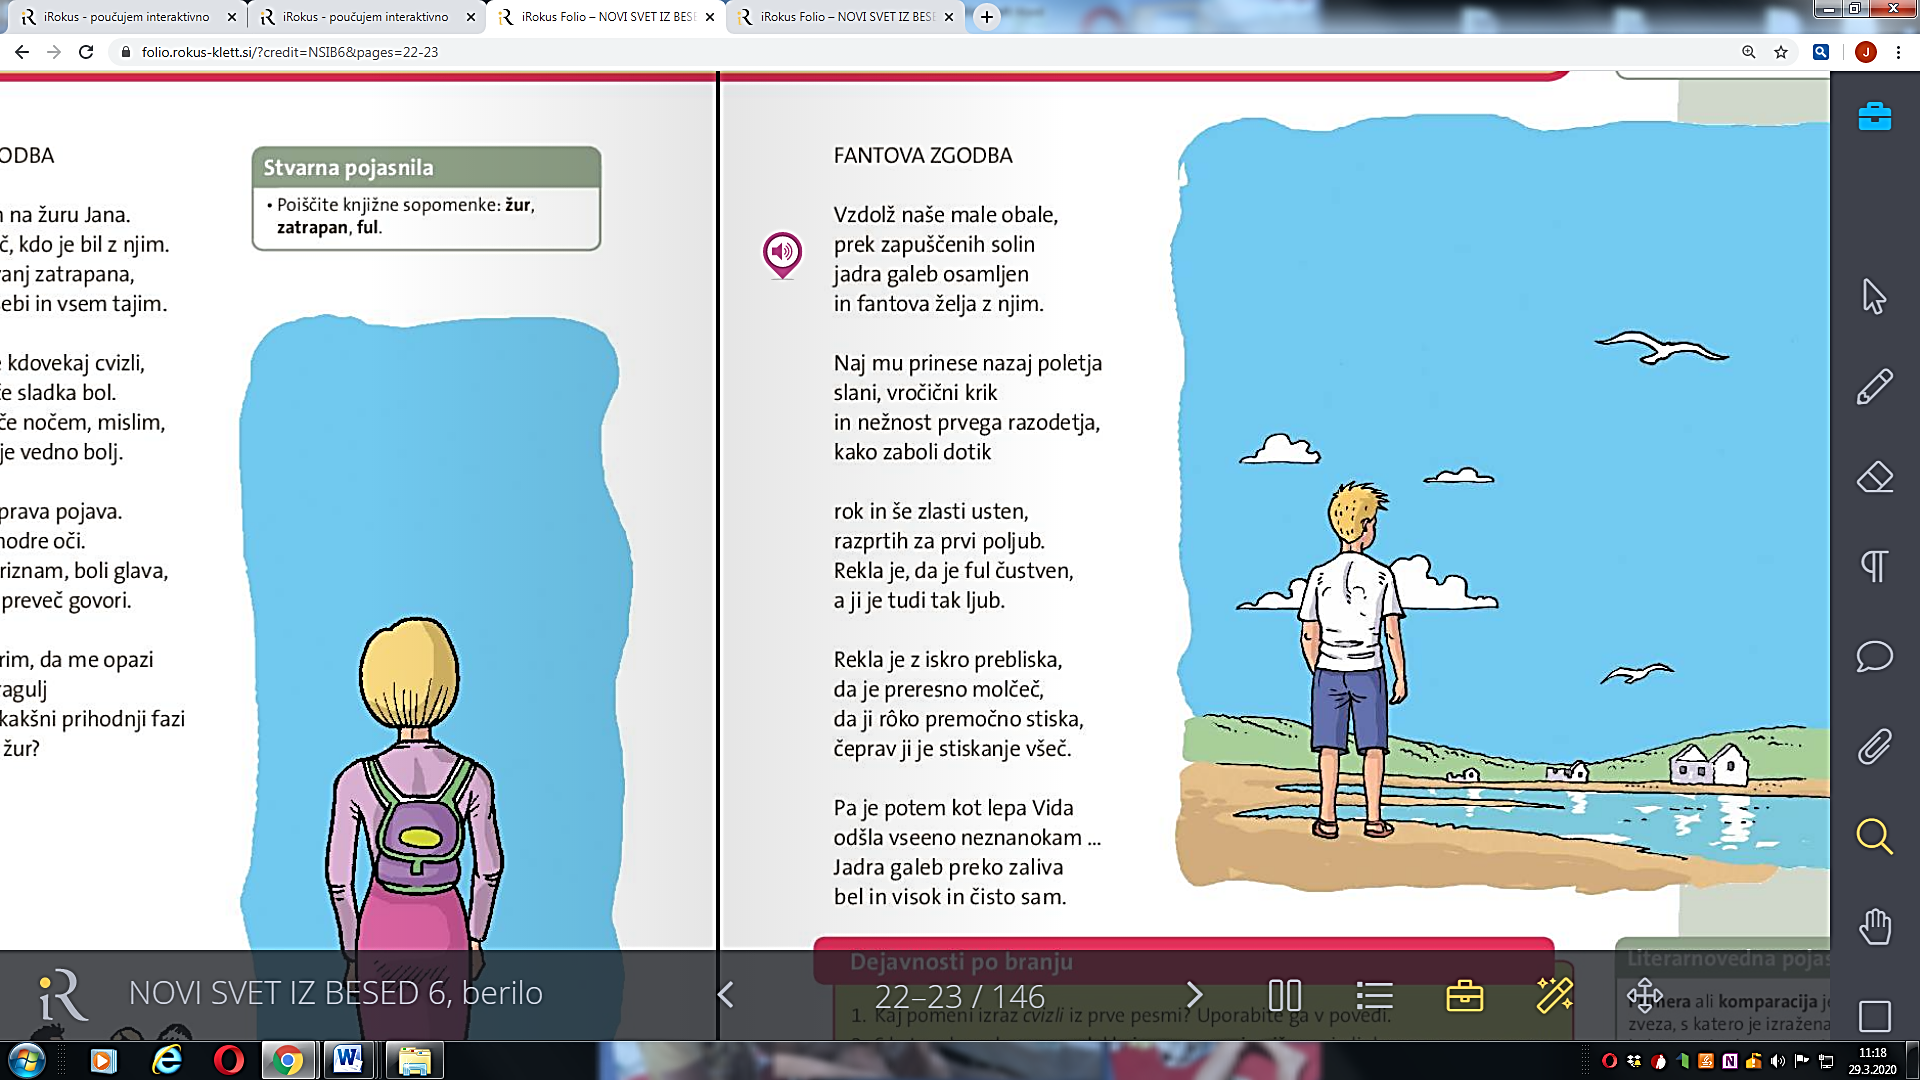 iRokus - poučujem interaktivno
iRokus - poučujem interaktivno
iRokus Folio – NOVI SVET IZ BESE
iRokus Folio – NOVI SVET IZ BESE
folio.rokus-klett.si/?credit=NSIB6&pages=22-23
J
ODBA
na žuru Jana.
č, kdo je bil z njim.
anj zatrapana,
sebi in vsem tajim.
kdovekaj cvizli,
že sladka bol.
če nočem, mislim,
je vedno bolj.
prava pojava.
modre oči.
riznam, boli glava,
preveč govori.
rim, da me opazi
ragulj
kakšni prihodnji fazi
žur?
Stvarna pojasnila
• Poiščite knjižne sopomenke: žur,
zatrapan, ful.
FANTOVA ZGODBA
Vzdolž naše male obale,
prek zapuščenih solin
jadra galeb osamljen
in fantova želja z njim.
Naj mu prinese nazaj poletja
slani, vročični krik
in nežnost prvega razodetja,
kako zaboli dotik
rok in še zlasti usten,
razprtih za prvi poljub.
Rekla je, da je ful čustven,
a ji je tudi tak ljub.
Rekla je z iskro prebliska,
da je preresno molčeč,
da ji rôko premočno stiska,
čeprav ji je stiskanje všeč.
Pa je potem kot lepa Vida
odšla vseeno neznanokam ...
Jadra galeb preko zaliva
bel in visok in čisto sam.
Dejavnosti po branju
1. Kaj pomeni izraz cvizli iz prve pesmi? Uporabite ga v povedi.
Literarnovedna pojas
ali komparacija je
zveza, s katero je izražena
iR
NOVI SVET IZ BESED 6, berilo
22–23 / 146
11:18
29.3.2020